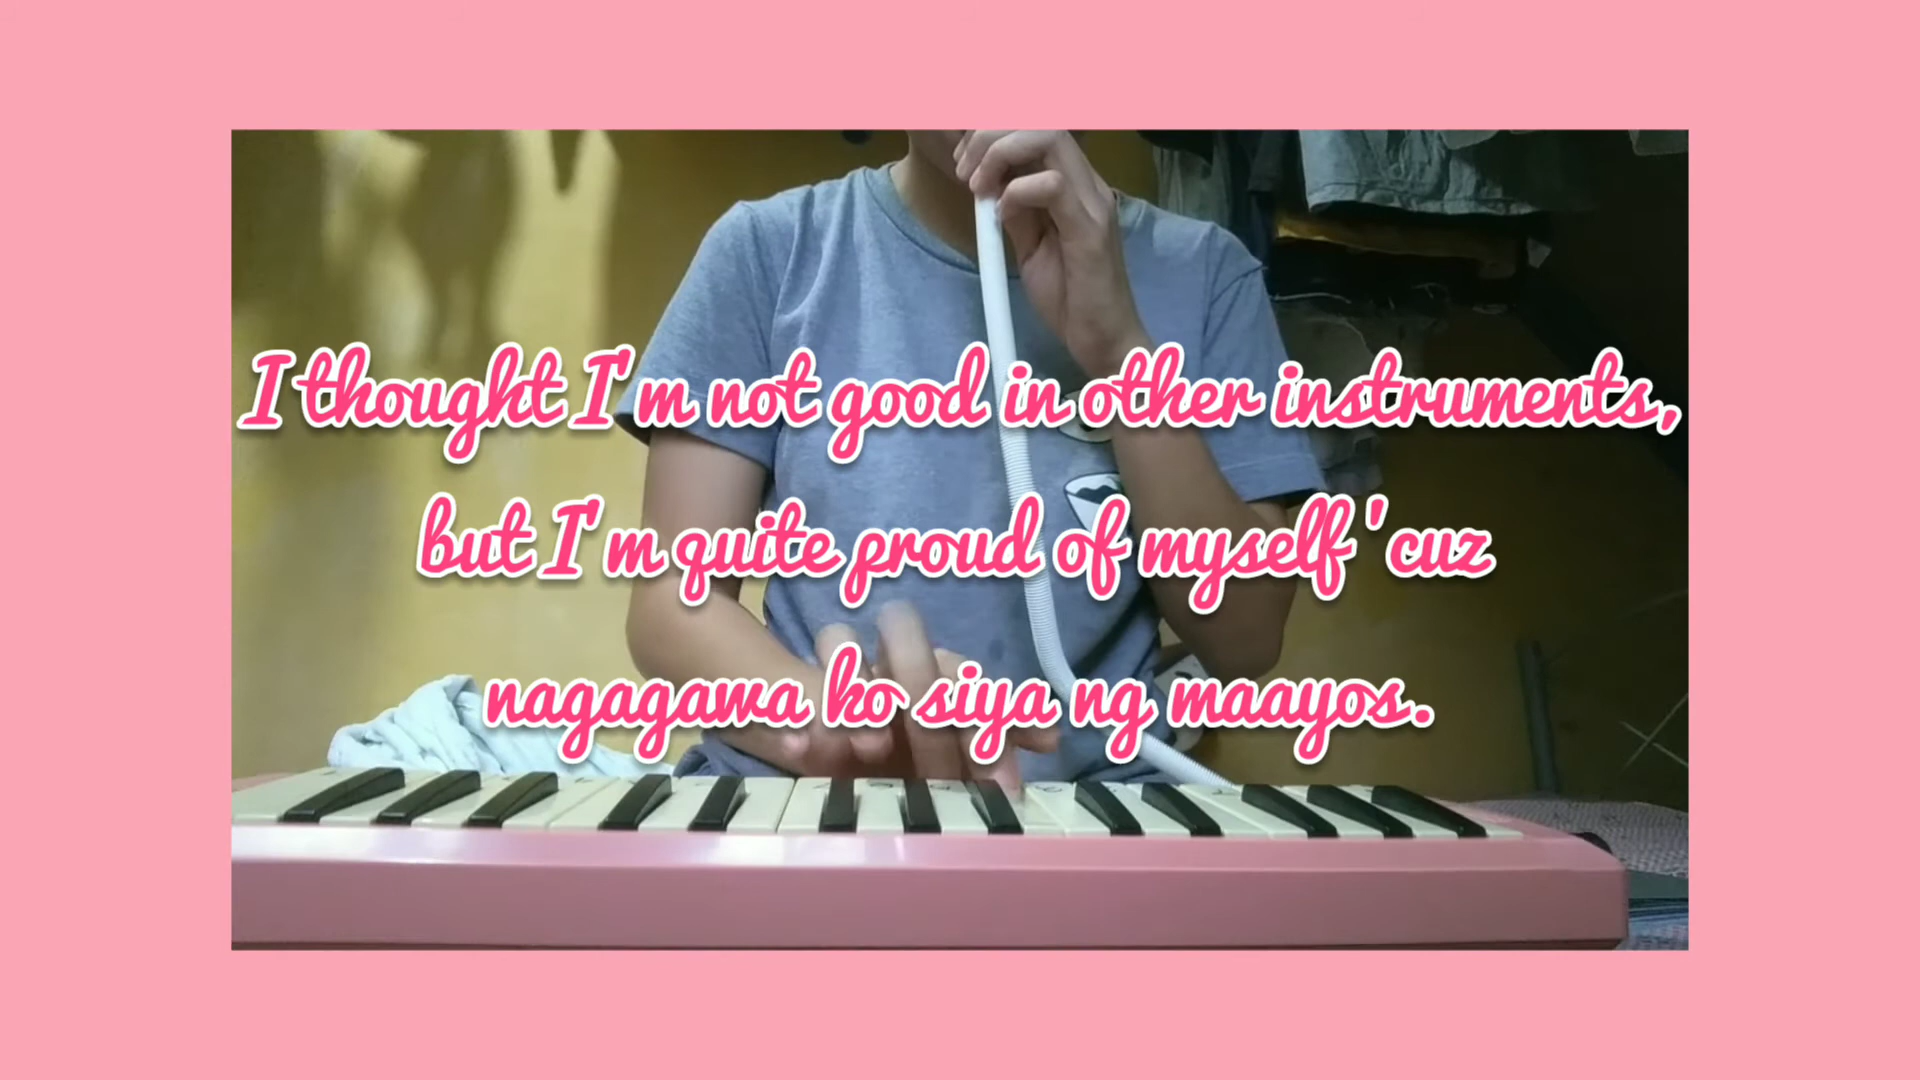 I thought I'm not good in other instruments,
but I'm quite proud of myself 'cuz
nagagawa ko siya ng maayos.